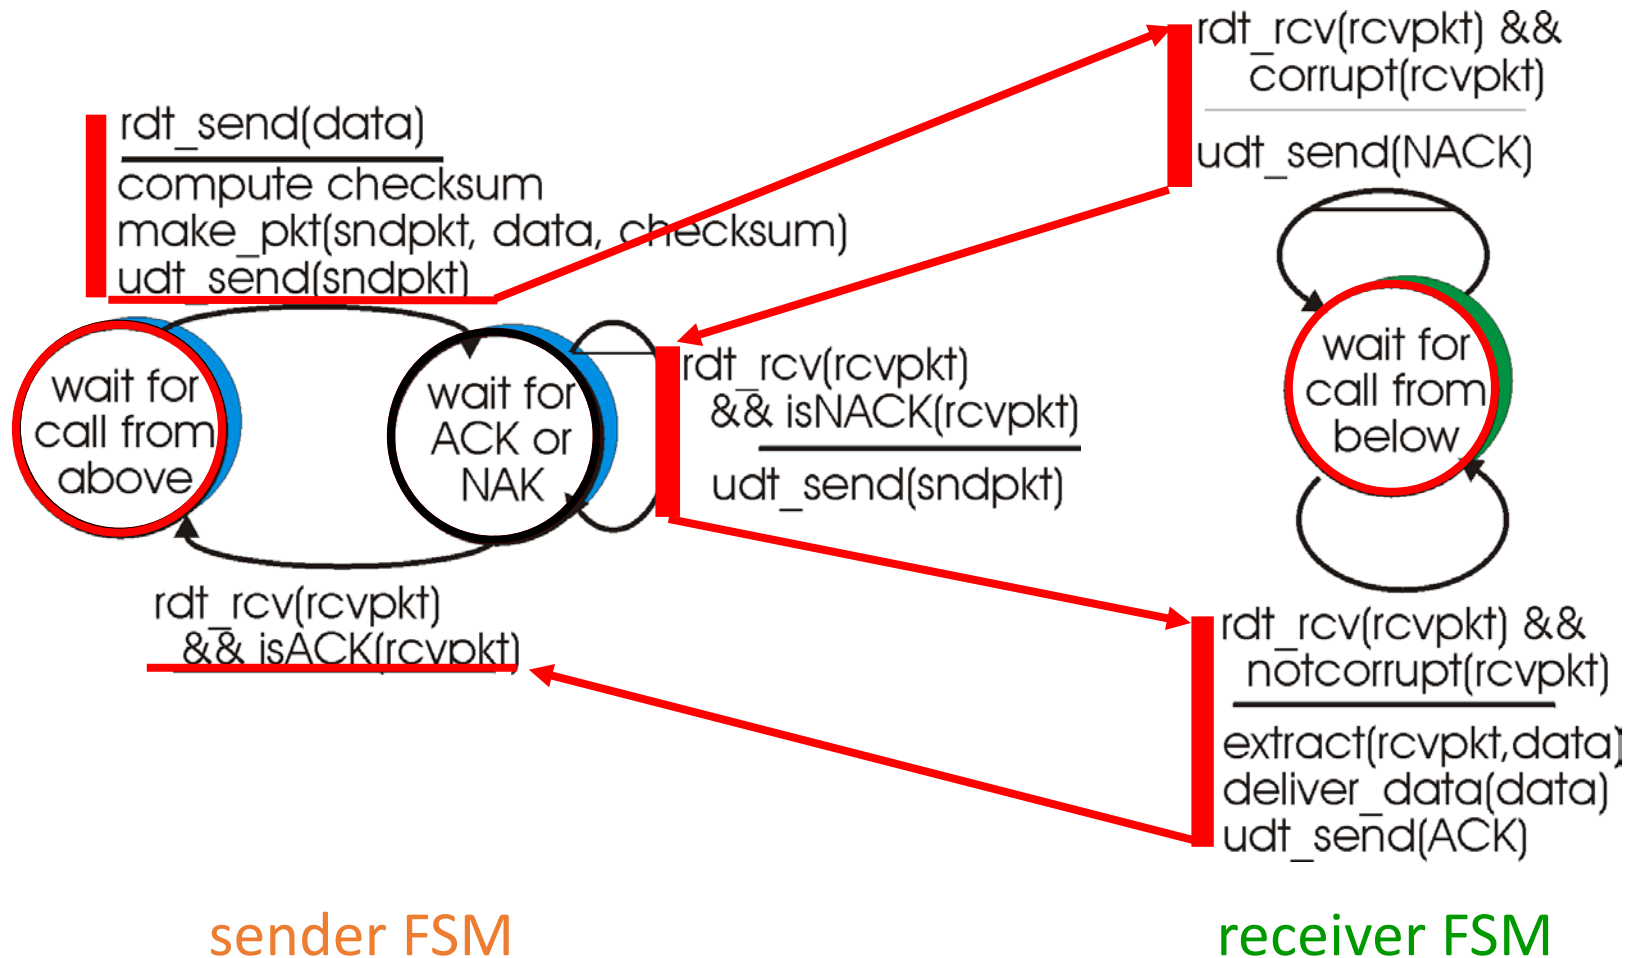 rdt_send(data)
compute checksum
make_pkt(sndpkt, data, checksum)
udt_send(sndpkt)
wait for
call from
above
wait for
ACK or
NAK
rdt_rcv(rcvpkt)
&& isNACK(rcvpkt)
udt_send(sndpkt)
rdt_rcv(rcvpkt)
&& isACK(rcvpkt)
sender FSM
rdt_rcv(rcvpkt) &&
corrupt(rcvpkt)
udt_send(NACK)
wait for
call from
below
rdt_rcv(rcvpkt) &&
notcorrupt(rcvpkt)
extract(rcvpkt,data)
deliver_data(data)
udt_send(ACK)
receiver FSM